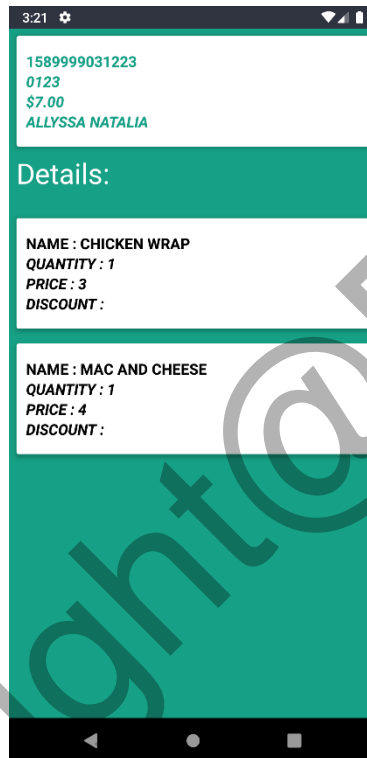 3:21
1589999031223
0123
$7.00
ALLYSSA NATALIA
Details:
NAME : CHICKEN WRAP
QUANTITY : 1
PRICE : 3
DISCOUNT :
NAME : MAC AND CHEESE
QUANTITY : 1
PRICE : 4
DISCOUNT :
ght@